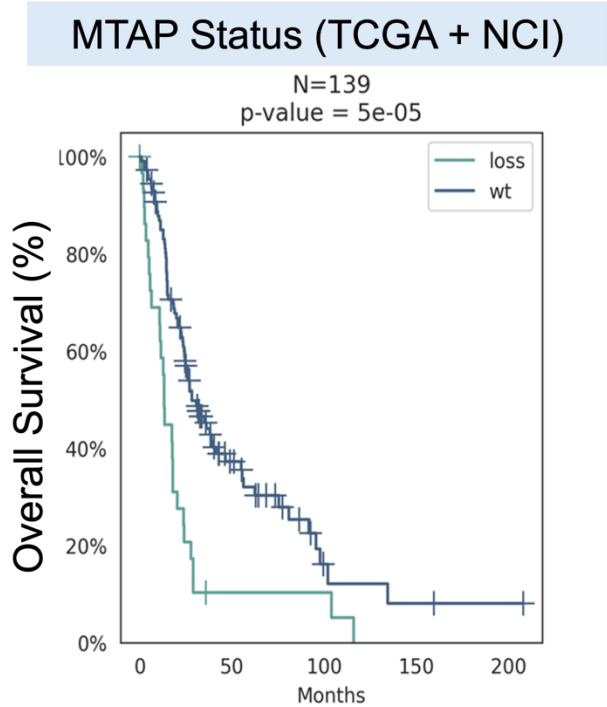 MTAP Status (TCGA + NCI)
N=139
p-value = 5e-05
loss
wt
Overall Survival (%)
100%
80%
60%
40%
20%
0%
0 50 100 150 200
Months